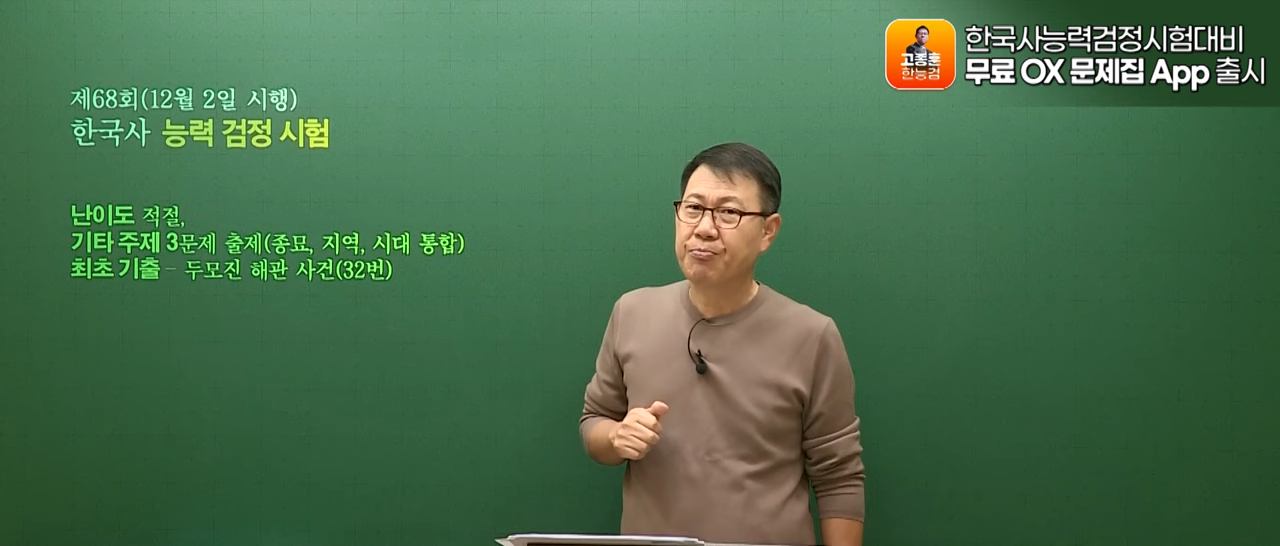 고종훈
한능검
한국사능력검정시험대비
무료 OX 문제집 App 출시
제68회(12월 2일 시행)
한국사 능력 검정 시험
난이도 적절,
기타 주제 3문제 출제(종묘, 지역, 시대 통합)
최초 기출 - 두모진 해관 사건(32번)